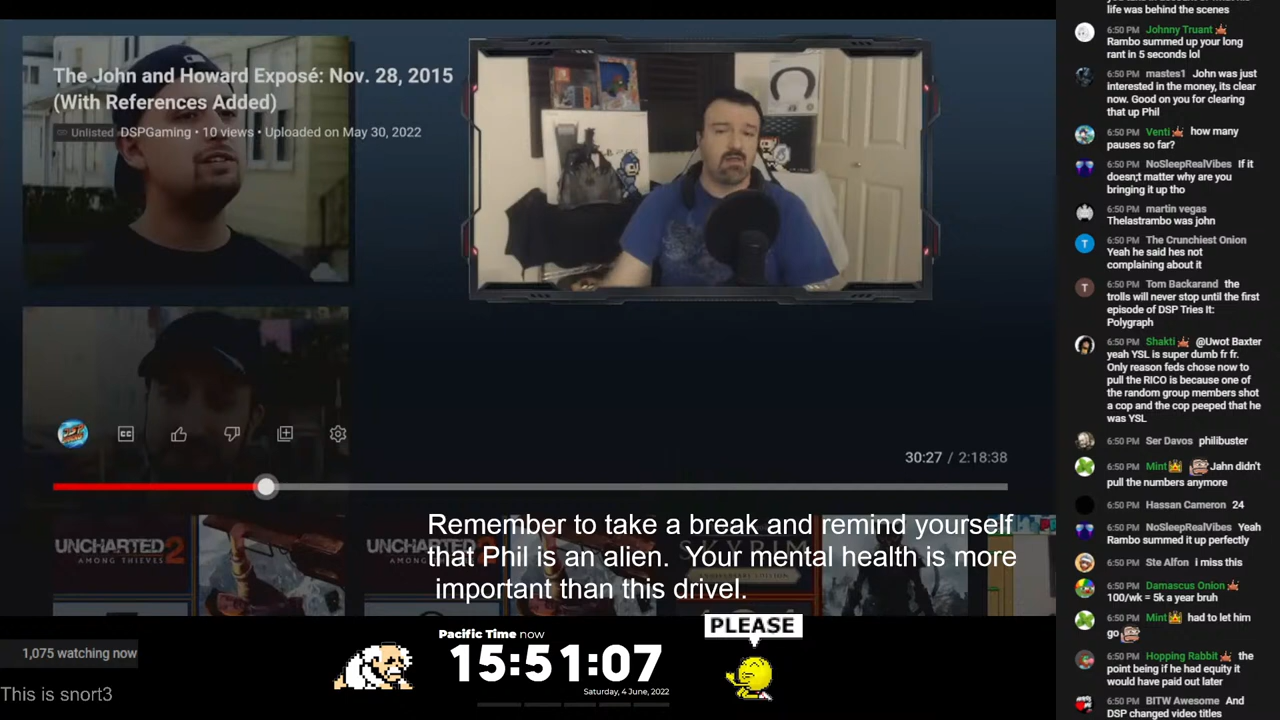 The John and Howard Exposé: Nov. 28, 2015
(With References Added)
Unlisted DSPGaming • 10 views • Uploaded on May 30, 2022
CC
30:27 / 2:18:38
UNCHARTED 2
AMONG THIEVES
UNCHARTED 2
AMONG THIEVES
SKYRIM
Remember to take a break and remind yourself
that Phil is an alien. Your mental health is more
important than this drivel.
PLEASE
Pacific Time now
15:51:07
Saturday, 4 June, 2022
1,075 watching now
This is snort3
life was behind the scenes
6:50 PM Johnny Truant
Rambo summed up your long
rant in 5 seconds lol
6:50 PM mastes1 John was just
interested in the money, its clear
now. Good on you for clearing
that up Phil
6:50 PM Venti how many
pauses so far?
6:50 PM NoSleepRealVibes If it
doesn;t matter why are you
bringing it up tho
6:50 PM martin vegas
Thelastrambo was john
T
6:50 PM The Crunchiest Onion
Yeah he said hes not
complaining about it
T
6:50 PM Tom Backarand the
trolls will never stop until the first
episode of DSP Tries It:
Polygraph
6:50 PM Shakti @Uwot Baxter
yeah YSL is super dumb fr fr.
Only reason feds chose now to
pull the RICO is because one of
the random group members shot
a cop and the cop peeped that he
was YSL
6:50 PM Ser Davos philibuster
6:50 PM Mint Jahn didn't
pull the numbers anymore
6:50 PM Hassan Cameron 24
6:50 PM NoSleepRealVibes Yeah
Rambo summed it up perfectly
6:50 PM Ste Alfon i miss this
6:50 PM Damascus Onion
100/wk = 5k a year bruh
6:50 PM Mint had to let him
go
6:50 PM Hopping Rabbit the
point being if he had equity it
would have paid out later
6:50 PM BITW Awesome And
DSP changed video titles